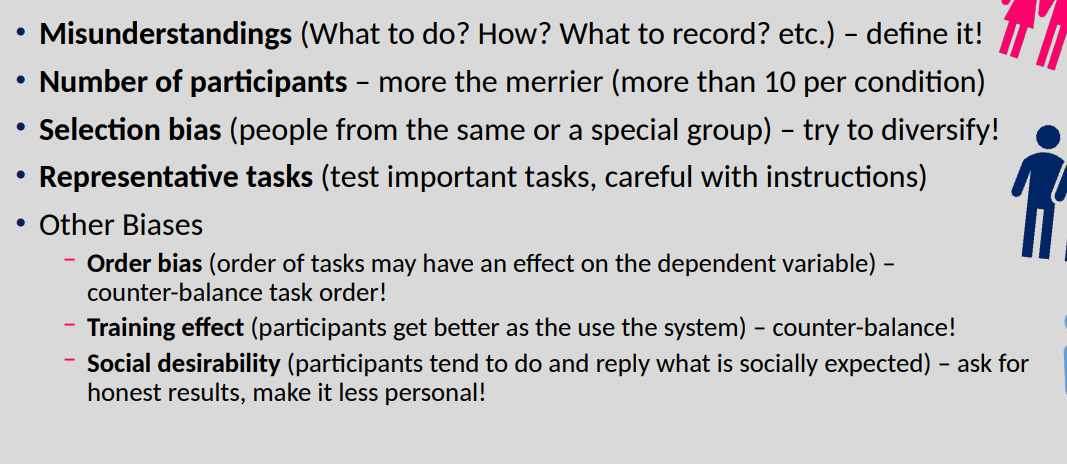 • Misunderstandings (What to do? How? What to record? etc.) – define it!
• Number of participants – more the merrier (more than 10 per condition)
• Selection bias (people from the same or a special group) – try to diversify!
• Representative tasks (test important tasks, careful with instructions)
• Other Biases
– Order bias (order of tasks may have an effect on the dependent variable) –
counter-balance task order!
– Training effect (participants get better as the use the system) – counter-balance!
– Social desirability (participants tend to do and reply what is socially expected) – ask for
honest results, make it less personal!